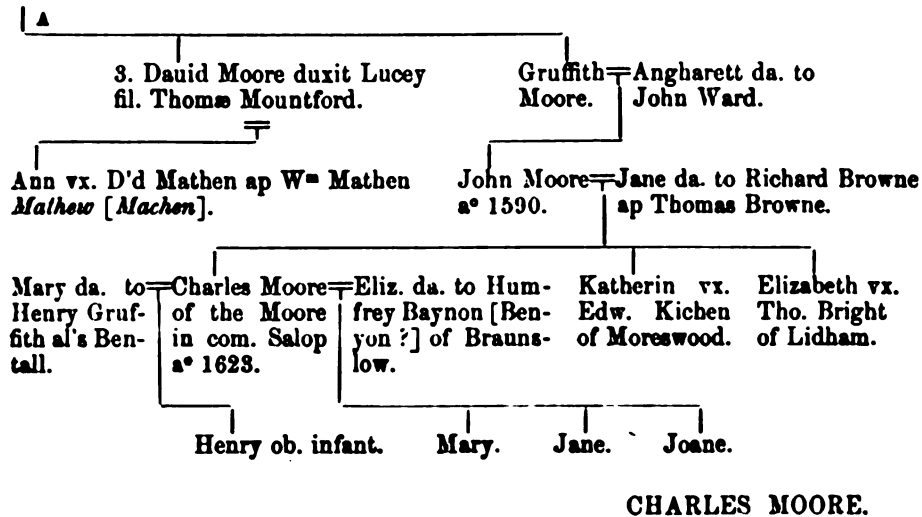 A
3. Dauid Moore duxit Lucey
fil. Thomæ Mountford.
Gruffith Moore.
Angharett da. to
John Ward.
Ann vx. D'd Mathen ap Wᵐ Mathen
Mathew [Machen].
John Moore
aº 1590.
Jane da. to Richard Browne
ap Thomas Browne.
Mary da. to
Henry Gruf-
fith al's Ben-
tall.
Charles Moore
of the Moore
in com. Salop
aº 1623.
Eliz. da. to Hum-
frey Baynon [Ben-
yon ?] of Brauns-
low.
Katherin vx.
Edw. Kichen
of Moreswood.
Elizabeth vx.
Tho. Bright
of Lidham.
Henry ob. infant.
Mary.
Jane.
Joane.
CHARLES MOORE.